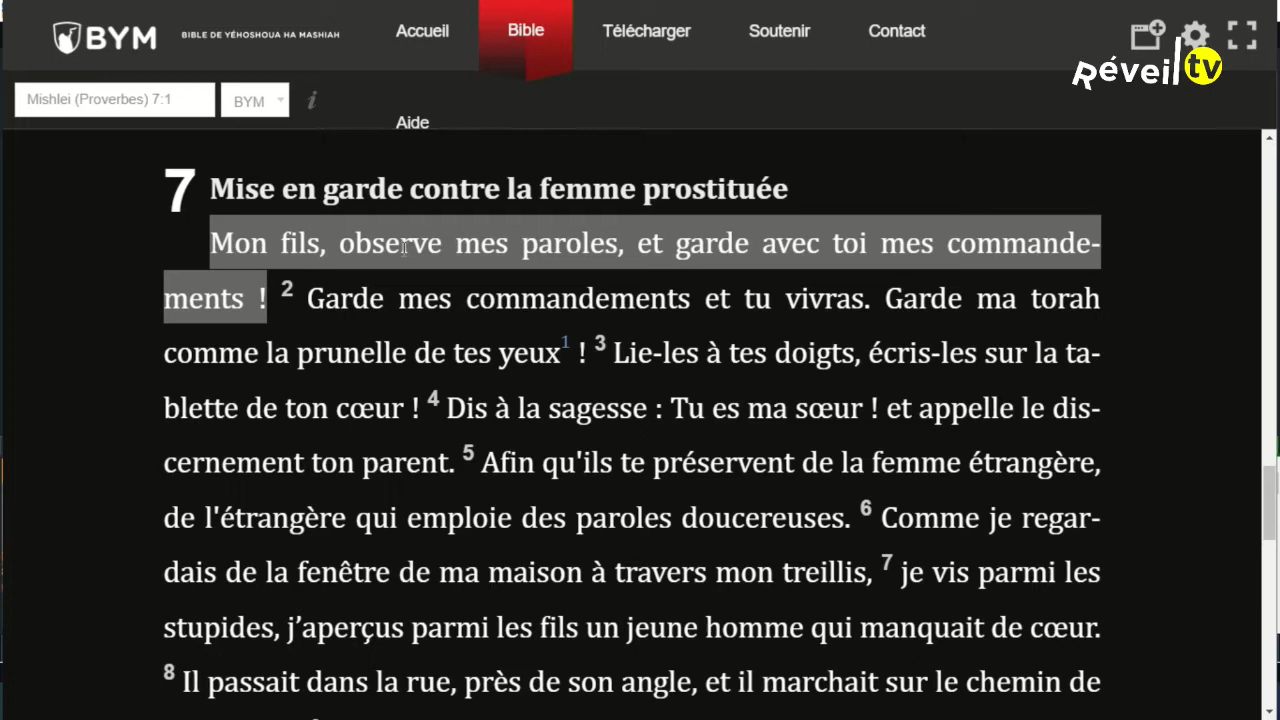 BYM
BIBLE DE YÉHOSHOUA HA MASHIAH
Accueil
Bible
Télécharger
Soutenir
Contact
Réveil tv
Mishlei (Proverbes) 7:1
BYM
i
Aide
7 Mise en garde contre la femme prostituée
Mon fils, observe mes paroles, et garde avec toi mes commande-
ments ! 2 Garde mes commandements et tu vivras. Garde ma torah
comme la prunelle de tes yeux1 ! 3 Lie-les à tes doigts, écris-les sur la ta-
blette de ton cœur ! 4 Dis à la sagesse : Tu es ma sœur ! et appelle le dis-
cernement ton parent. 5 Afin qu'ils te préservent de la femme étrangère,
de l'étrangère qui emploie des paroles doucereuses. 6 Comme je regar-
dais de la fenêtre de ma maison à travers mon treillis, 7 je vis parmi les
stupides, j’aperçus parmi les fils un jeune homme qui manquait de cœur.
8 Il passait dans la rue, près de son angle, et il marchait sur le chemin de